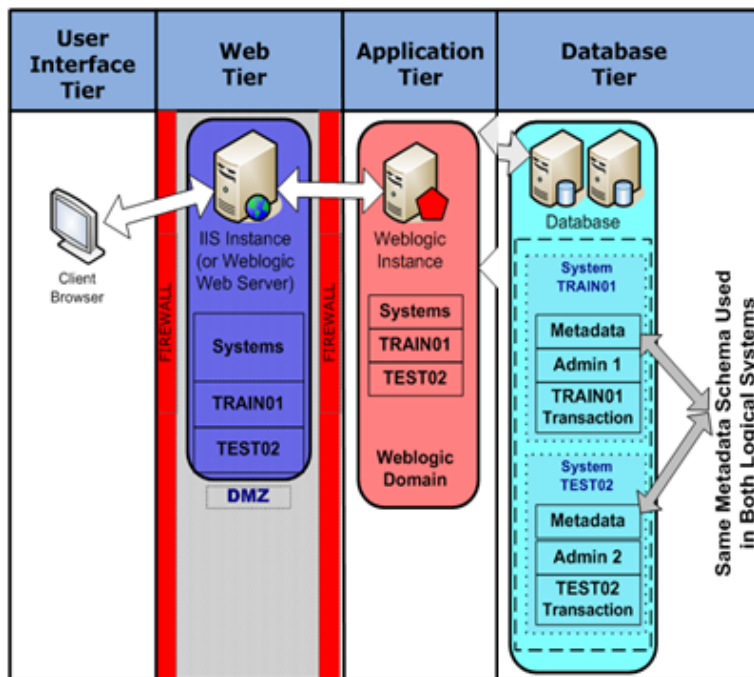 User
Interface
Tier
Web
Tier
Application
Tier
Database
Tier
Client
Browser
FIREWALL
IIS Instance
(or Weblogic
Web Server)
Systems
TRAIN01
TEST02
DMZ
FIREWALL
Weblogic
Instance
Systems
TRAIN01
TEST02
Weblogic
Domain
Database
System
TRAIN01
Metadata
Admin 1
TRAIN01
Transaction
System
TEST02
Metadata
Admin 2
TEST02
Transaction
Same Metadata Schema Used
in Both Logical Systems